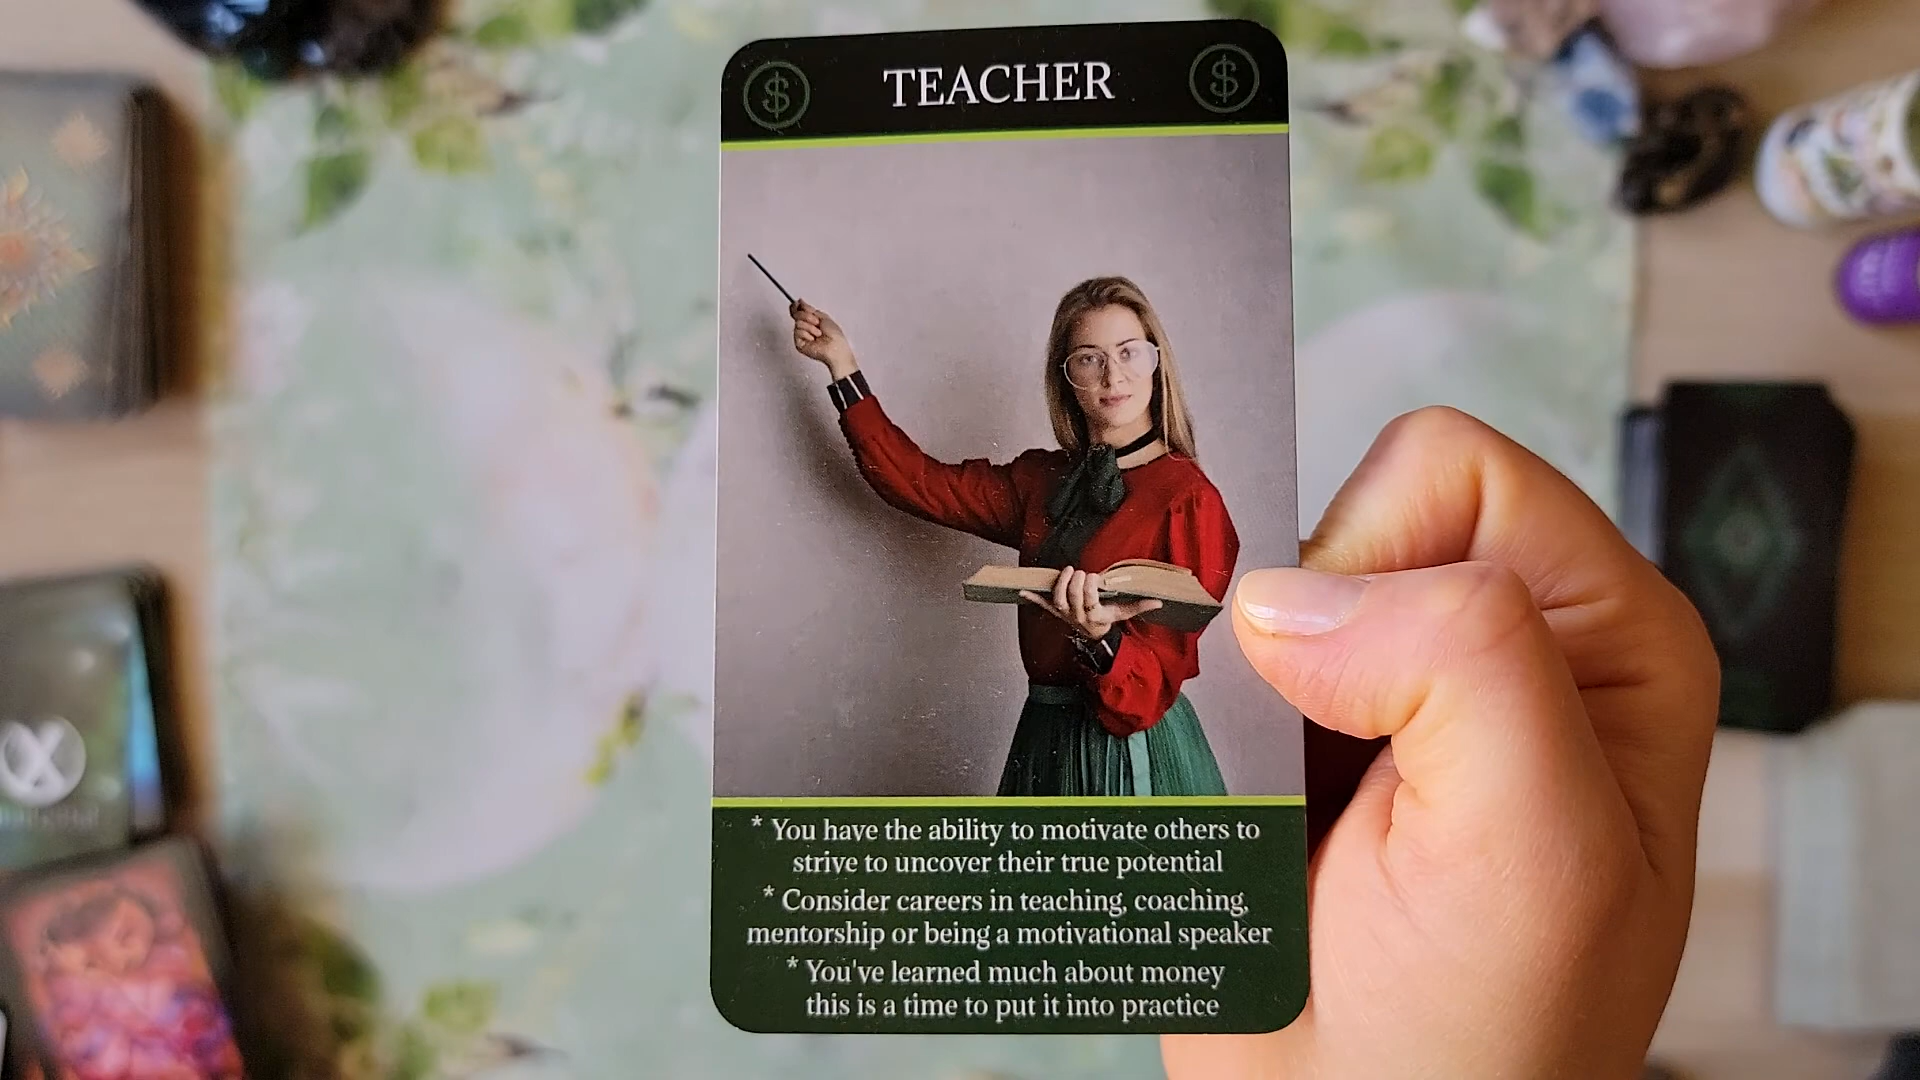 TEACHER
* You have the ability to motivate others to
strive to uncover their true potential
* Consider careers in teaching, coaching,
mentorship or being a motivational speaker
* You've learned much about money
this is a time to put it into practice